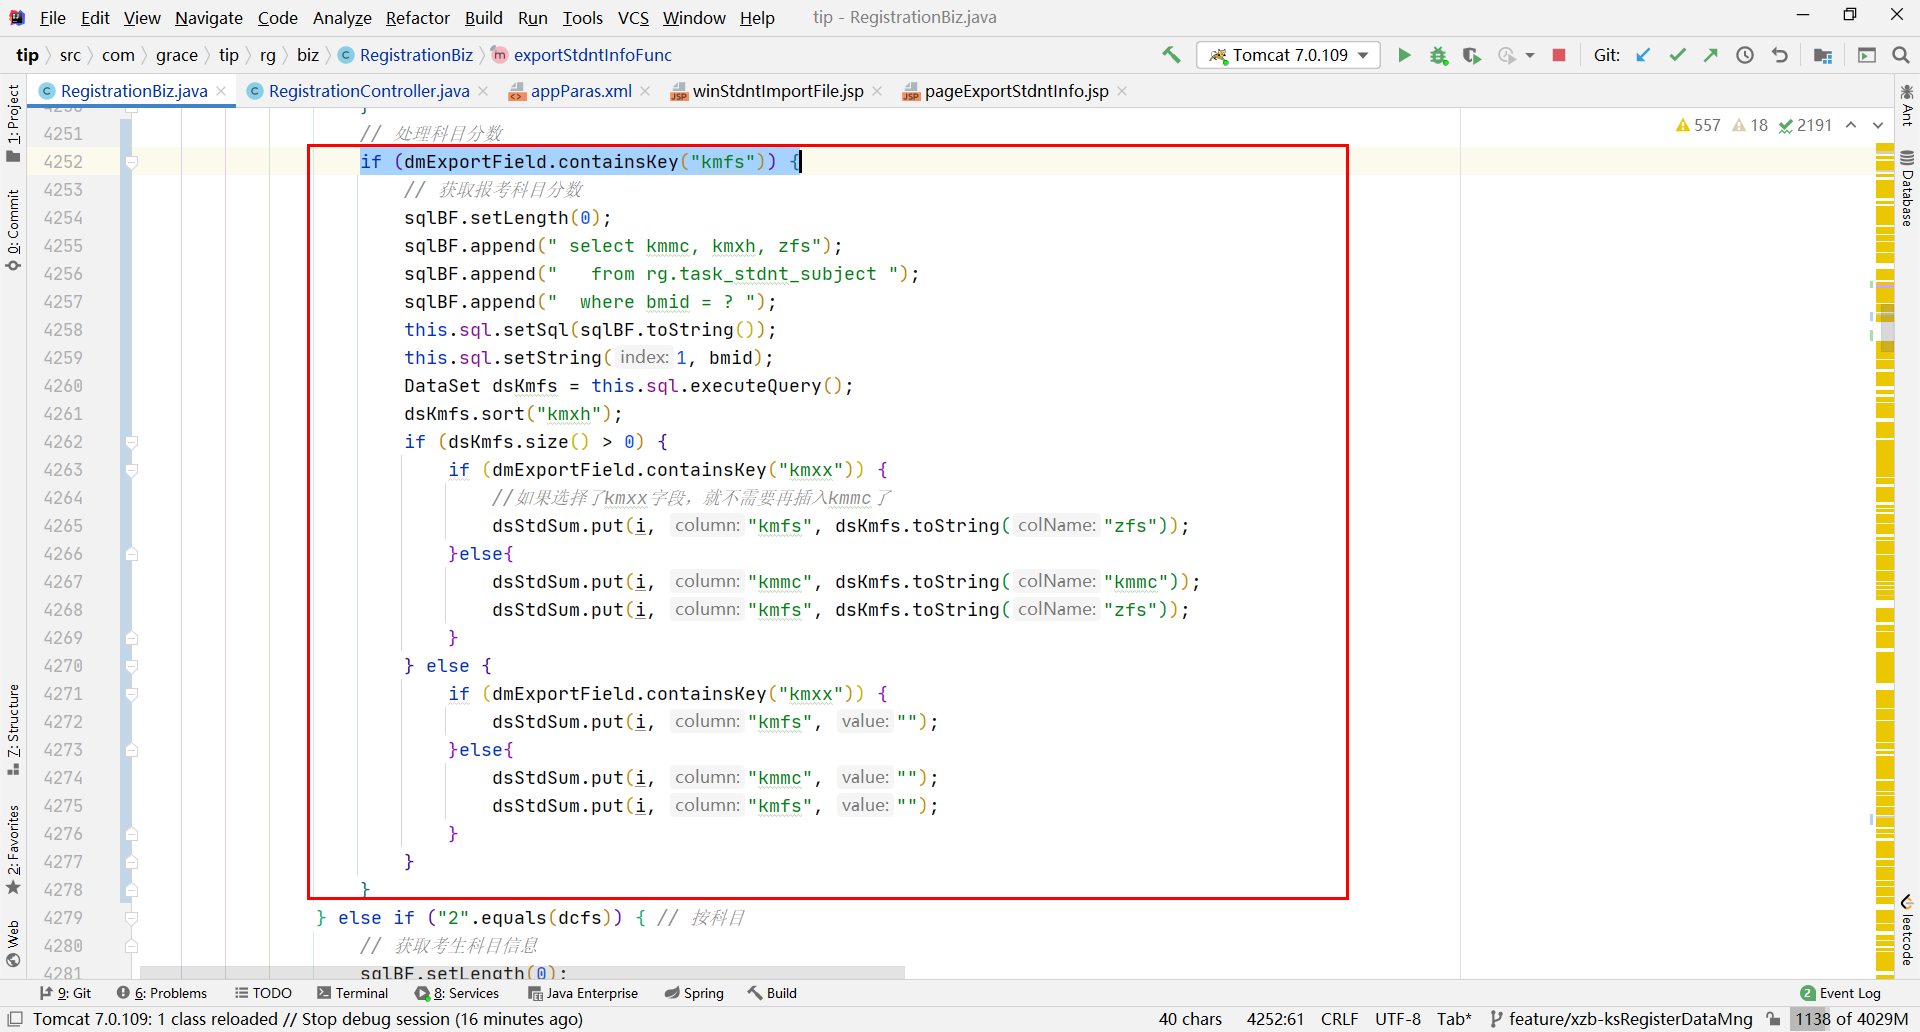 File Edit View Navigate Code Analyze Refactor Build Run Tools VCS Window Help tip - RegistrationBiz.java
tip src com grace tip rg biz RegistrationBiz exportStdntInfoFunc Tomcat 7.0.109 Git:
RegistrationBiz.java RegistrationController.java appParas.xml winStdntImportFile.jsp pageExportStdntInfo.jsp
557 18 2191
4251 // 处理科目分数
4252 if (dmExportField.containsKey("kmfs")) {
4253 // 获取报考科目分数
4254 sqlBF.setLength(0);
4255 sqlBF.append(" select kmmc, kmxh, zfs");
4256 sqlBF.append("   from rg.task_stdnt_subject ");
4257 sqlBF.append("  where bmid = ? ");
4258 this.sql.setSql(sqlBF.toString());
4259 this.sql.setString( index: 1, bmid);
4260 DataSet dsKmfs = this.sql.executeQuery();
4261 dsKmfs.sort("kmxh");
4262 if (dsKmfs.size() > 0) {
4263 if (dmExportField.containsKey("kmxx")) {
4264 //如果选择了kmxx字段，就不需要再插入kmmc了
4265 dsStdSum.put(i, column: "kmfs", dsKmfs.toString( colName: "zfs"));
4266 }else{
4267 dsStdSum.put(i, column: "kmmc", dsKmfs.toString( colName: "kmmc"));
4268 dsStdSum.put(i, column: "kmfs", dsKmfs.toString( colName: "zfs"));
4269 }
4270 } else {
4271 if (dmExportField.containsKey("kmxx")) {
4272 dsStdSum.put(i, column: "kmfs", value: "");
4273 }else{
4274 dsStdSum.put(i, column: "kmmc", value: "");
4275 dsStdSum.put(i, column: "kmfs", value: "");
4276 }
4277 }
4278 }
4279 } else if ("2".equals(dcfs)) { // 按科目
4280 // 获取考生科目信息
4281 sqlBF.setLength(0);
1: Project
0: Commit
7: Structure
2: Favorites
Web
Ant
Database
leetcode
9: Git 6: Problems TODO Terminal 8: Services Java Enterprise Spring Build 2 Event Log
Tomcat 7.0.109: 1 class reloaded // Stop debug session (16 minutes ago) 40 chars 4252:61 CRLF UTF-8 Tab* feature/xzb-ksRegisterDataMng 1138 of 4029M